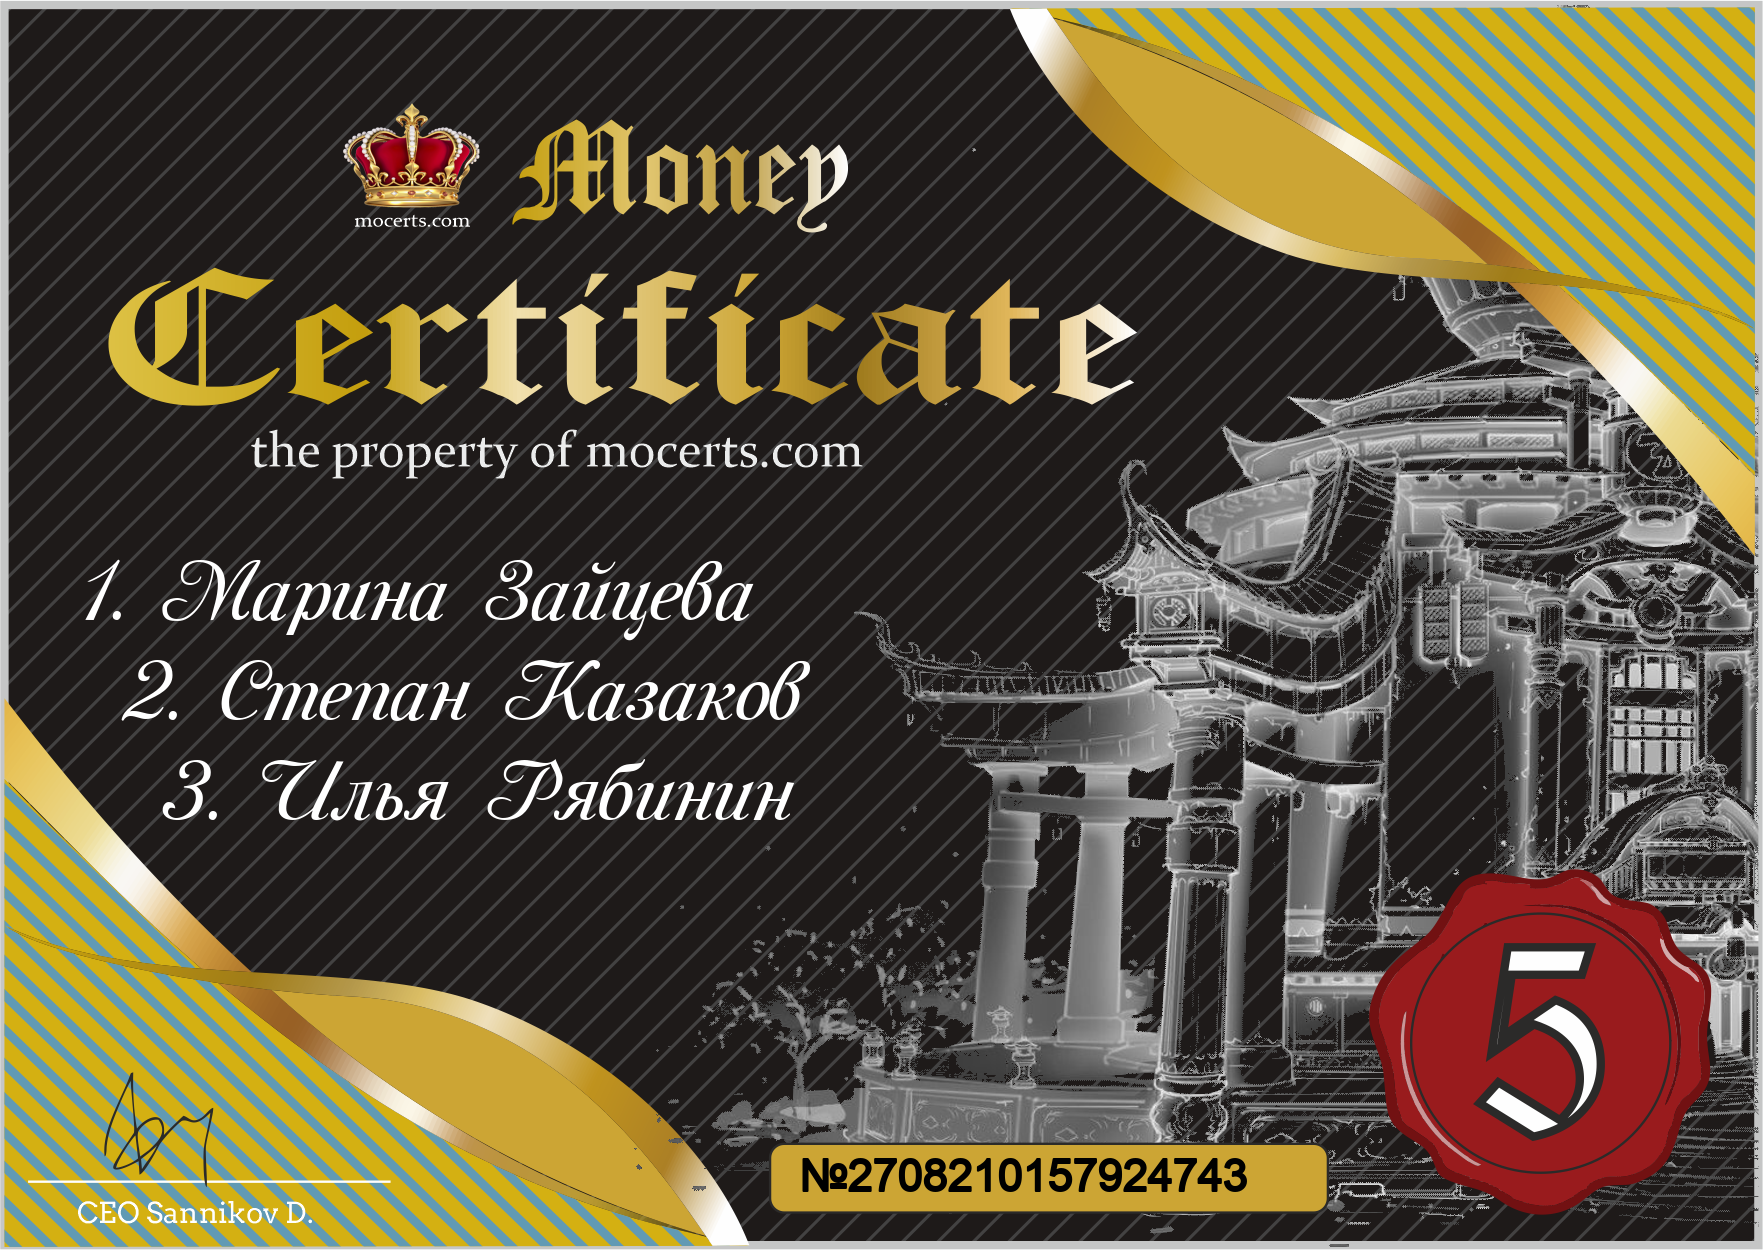 mocerts.com
Money
Certificate
the property of mocerts.com
1. Марина Зайцева
2. Степан Казаков
3. Илья Рябинин
5
№2708210157924743
CEO Sannikov D.